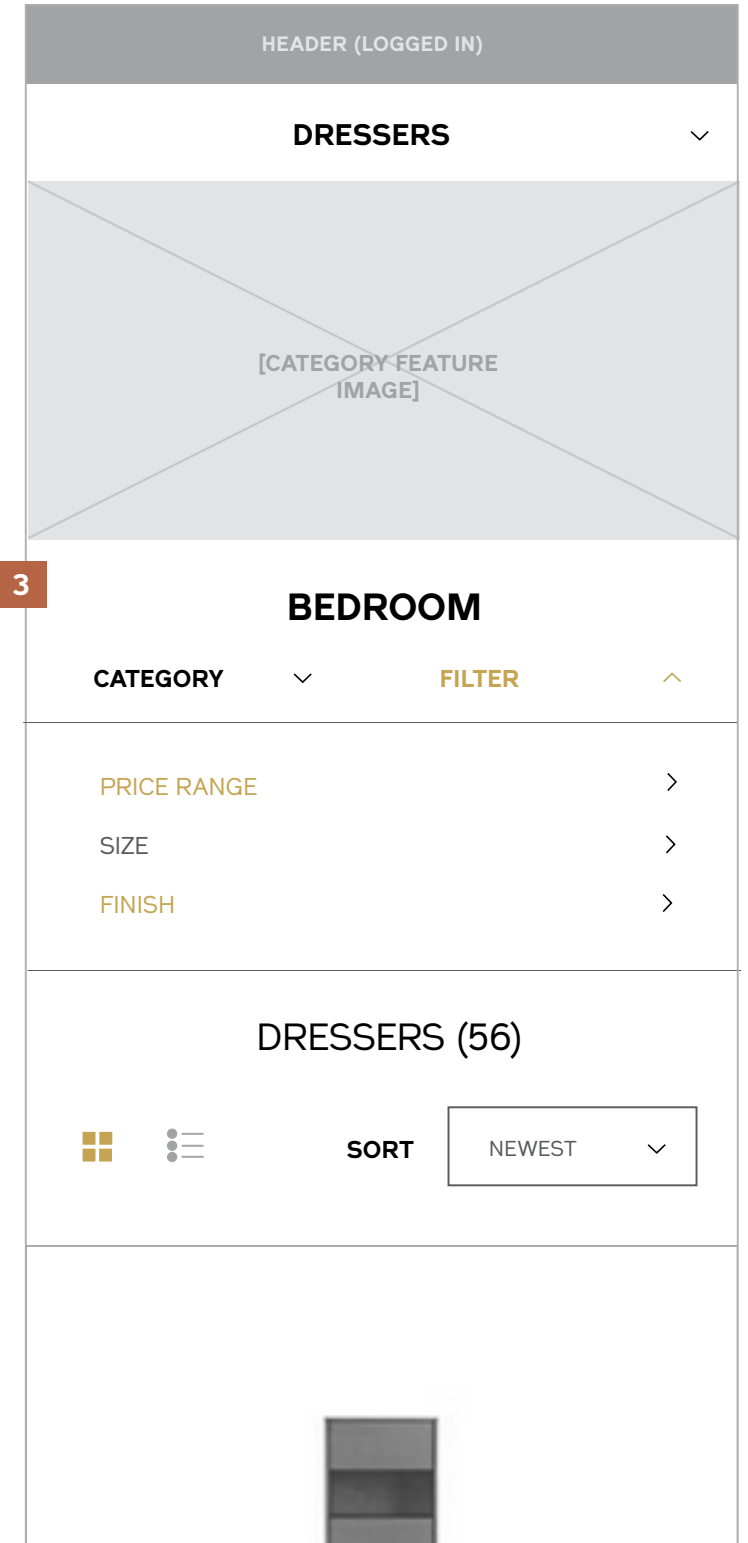 HEADER (LOGGED IN)
DRESSERS
[CATEGORY FEATURE
IMAGE]
3
BEDROOM
CATEGORY FILTER
PRICE RANGE
SIZE
FINISH
DRESSERS (56)
SORT NEWEST